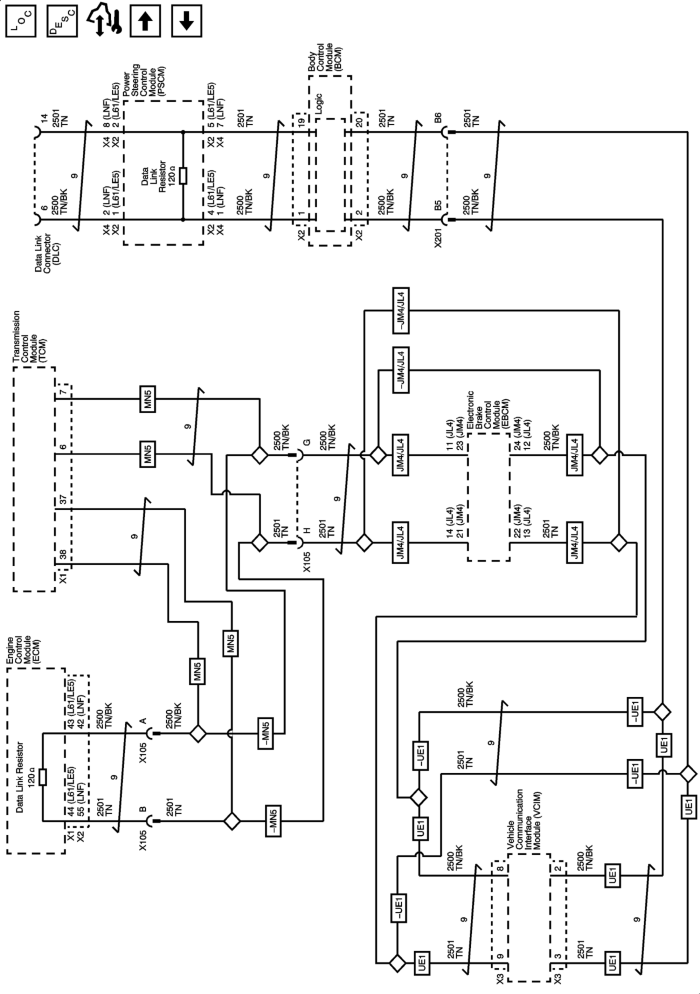 LOC
DESC
Data Link
Connector
(DLC)
6
14
2500
TN/BK
2501
TN
9
Power
Steering
Control
Module
(PSCM)
X4 2 (LNF)
X2 1 (L61/LE5)
X4 8 (LNF)
X2 2 (L61/LE5)
Data
Link
Resistor
120 Ω
X2 4 (L61/LE5)
X4 1 (LNF)
X2 5 (L61/LE5)
X4 7 (LNF)
2500
TN/BK
2501
TN
9
Body
Control
Module
(BCM)
Logic
X2 1
19
X2 2
20
2500
TN/BK
2501
TN
9
X201 B5
B6
2500
TN/BK
2501
TN
9
Transmission
Control
Module
(TCM)
X1 38
37
6
7
9
MN5
MN5
9
Engine
Control
Module
(ECM)
Data Link Resistor
120 Ω
X1 44 (L61/LE5)
X2 55 (LNF)
43 (L61/LE5)
42 (LNF)
2501
TN
2500
TN/BK
9
X105 B
X105 A
2501
TN
2500
TN/BK
MN5
MN5
~MN5
~MN5
2501
TN
2500
TN/BK
X105 H
G
2501
TN
2500
TN/BK
9
~JM4/JL4
~JM4/JL4
JM4/JL4
JM4/JL4
Electronic
Brake
Control
Module
(EBCM)
14 (JL4)
21 (JM4)
11 (JL4)
23 (JM4)
22 (JM4)
13 (JL4)
24 (JM4)
12 (JL4)
2501
TN
2500
TN/BK
JM4/JL4
JM4/JL4
~UE1
UE1
~UE1
UE1
2501
TN
2500
TN/BK
9
~UE1
~UE1
UE1
UE1
2501
TN
2500
TN/BK
9
Vehicle
Communication
Interface
Module (VCIM)
X3 9
8
X3 3
2
2501
TN
2500
TN/BK
UE1
UE1
9